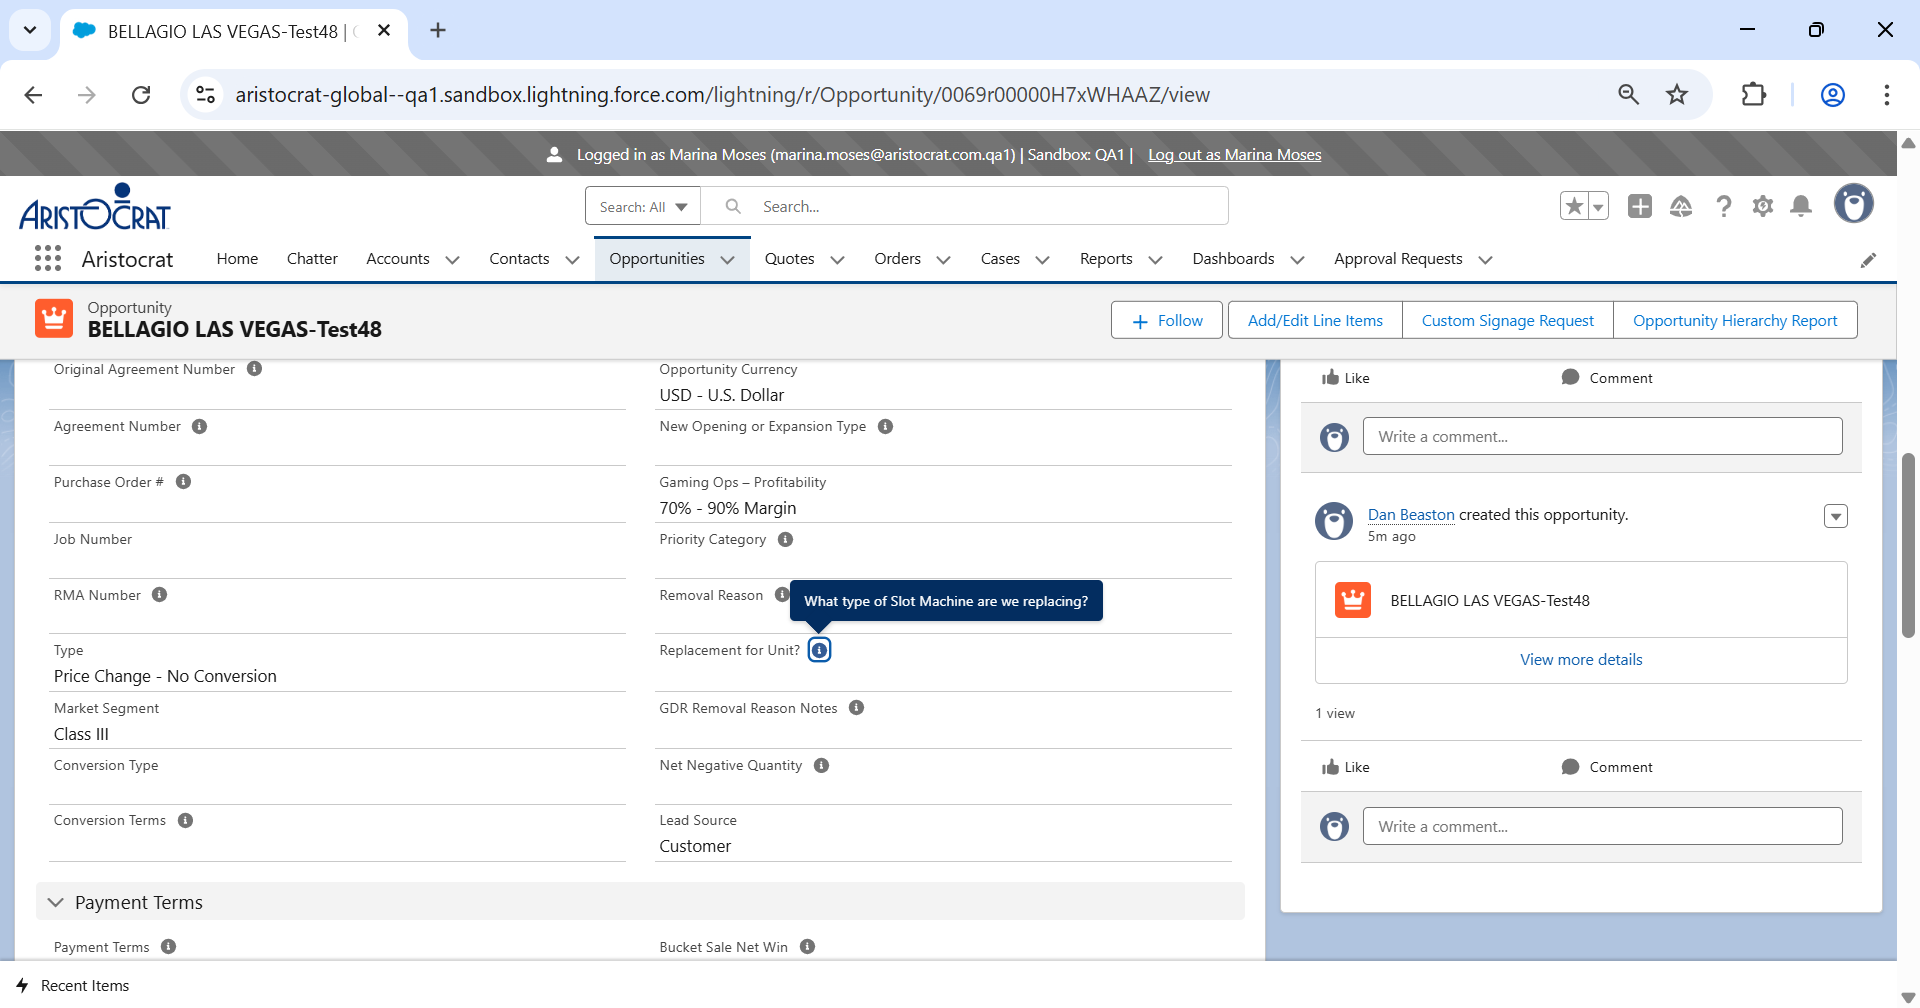 BELLAGIO LAS VEGAS-Test48 |
aristocrat-global--qa1.sandbox.lightning.force.com/lightning/r/Opportunity/0069r00000H7xWHAAZ/view
Logged in as Marina Moses (marina.moses@aristocrat.com.qa1) | Sandbox: QA1 | Log out as Marina Moses
ARISTOCRAT
Search: All
Search...
Aristocrat
Home
Chatter
Accounts
Contacts
Opportunities
Quotes
Orders
Cases
Reports
Dashboards
Approval Requests
Opportunity
BELLAGIO LAS VEGAS-Test48
Follow
Add/Edit Line Items
Custom Signage Request
Opportunity Hierarchy Report
Original Agreement Number
Agreement Number
Purchase Order #
Job Number
RMA Number
Type
Price Change - No Conversion
Market Segment
Class III
Conversion Type
Conversion Terms
Opportunity Currency
USD - U.S. Dollar
New Opening or Expansion Type
Gaming Ops – Profitability
70% - 90% Margin
Priority Category
Removal Reason
What type of Slot Machine are we replacing?
Replacement for Unit?
GDR Removal Reason Notes
Net Negative Quantity
Lead Source
Customer
Payment Terms
Payment Terms
Bucket Sale Net Win
Like
Comment
Write a comment...
Dan Beaston created this opportunity.
5m ago
BELLAGIO LAS VEGAS-Test48
View more details
1 view
Like
Comment
Write a comment...
Recent Items